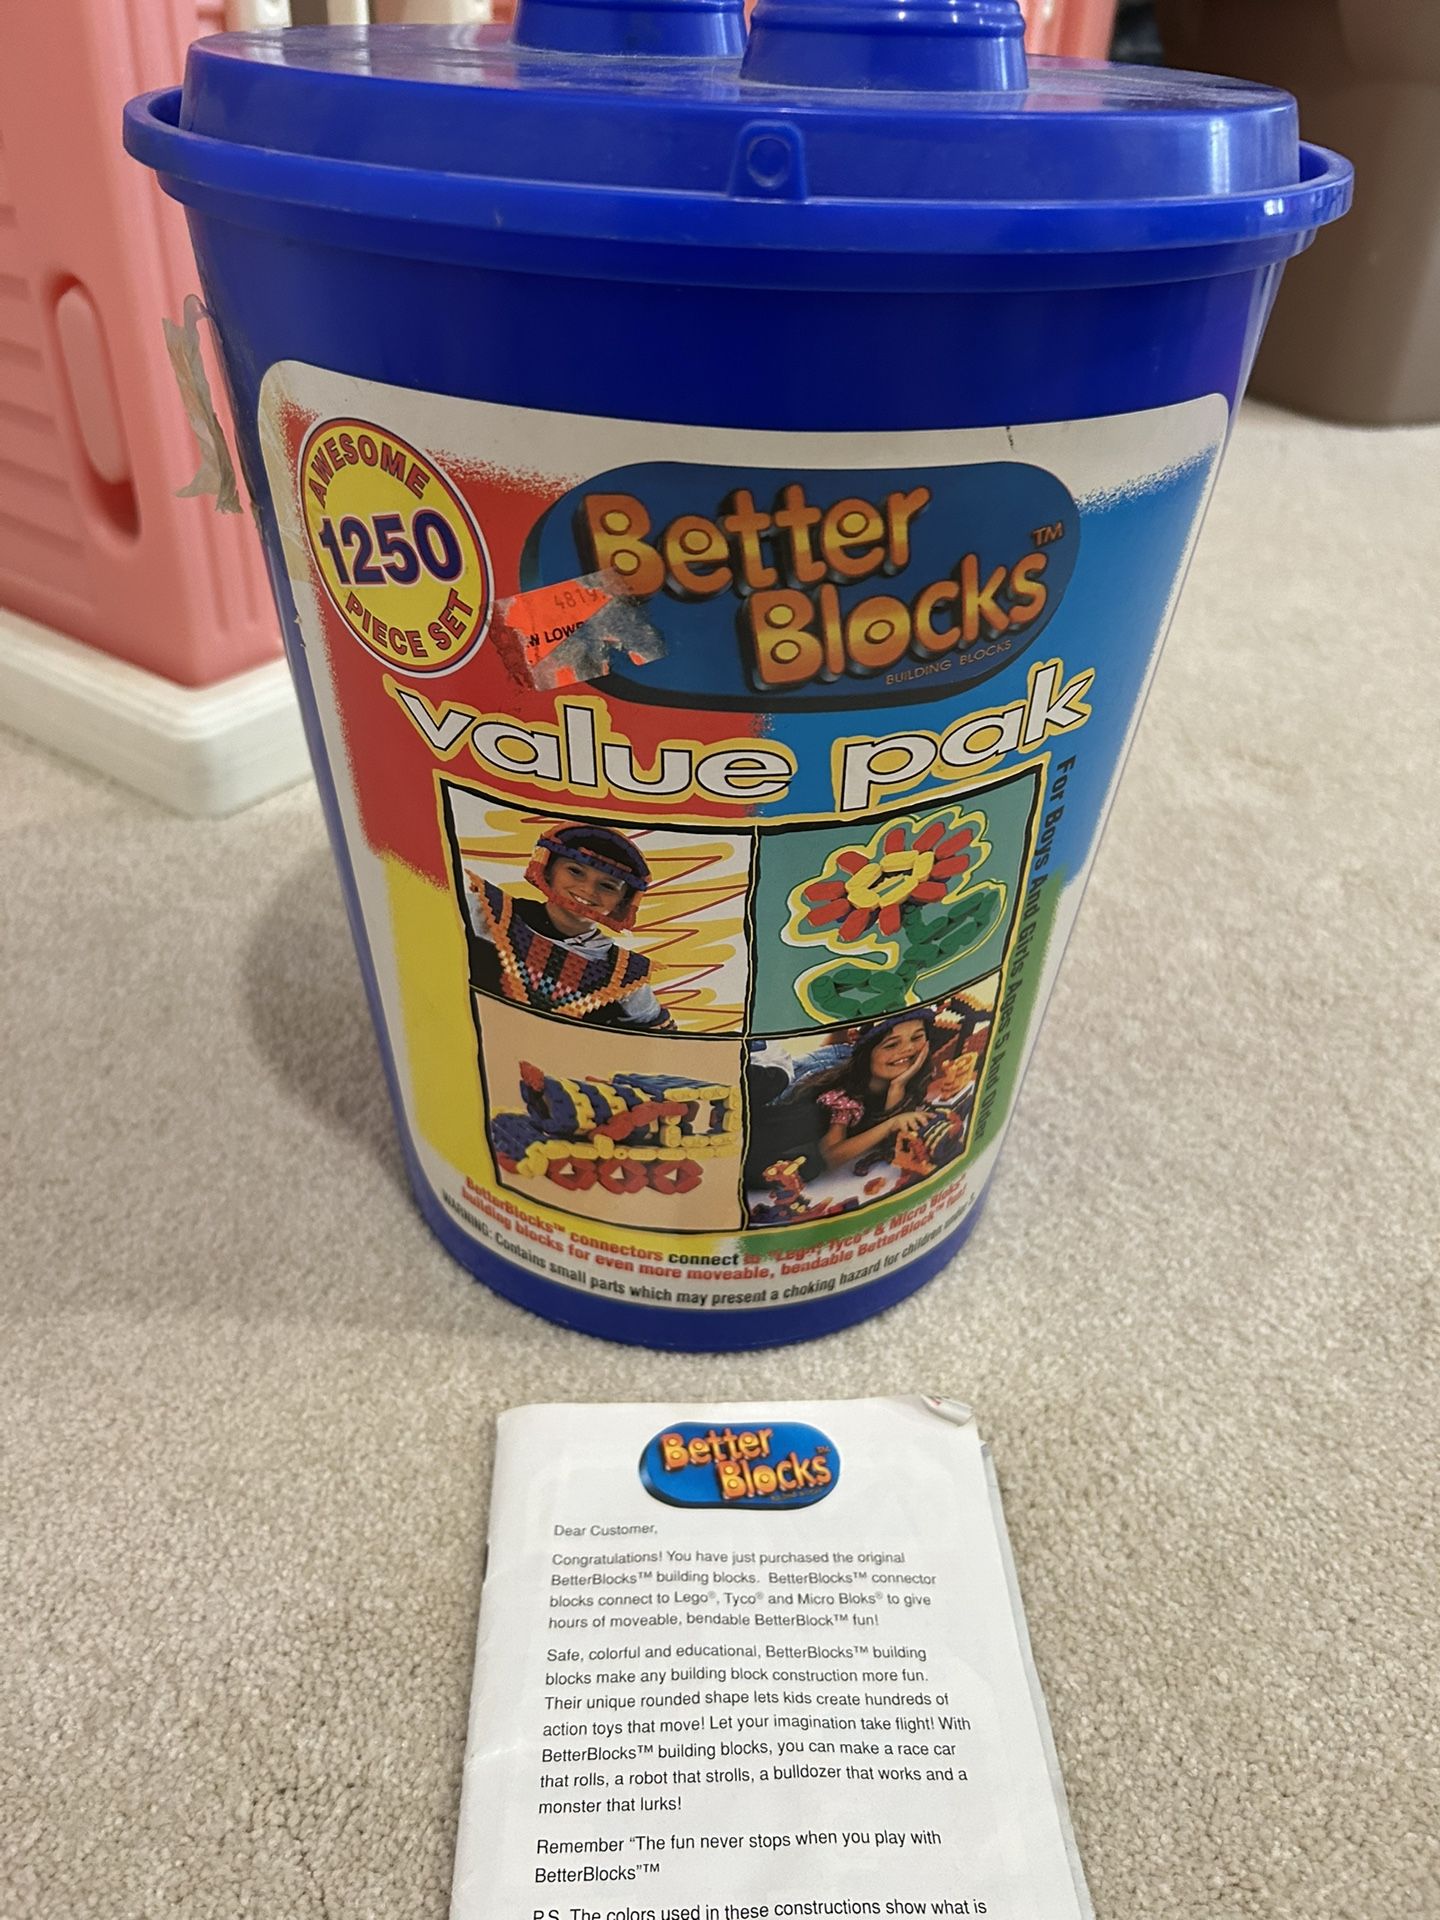 AWESOME
1250
PIECE SET
Better
Blocks™
BUILDING BLOCKS
4819
W LOW
value pak
For Boys And Girls Ages 5 And Older
BetterBlocks™ connectors connect to "Lego, Tyco® & Micro Bloks®
building blocks for even more moveable, bendable BetterBlock™ fun!
WARNING: Contains small parts which may present a choking hazard for children under 3.
Better
Blocks™
Dear Customer,
Congratulations! You have just purchased the original
BetterBlocks™ building blocks. BetterBlocks™ connector
blocks connect to Lego®, Tyco® and Micro Bloks® to give
hours of moveable, bendable BetterBlock™ fun!
Safe, colorful and educational, BetterBlocks™ building
blocks make any building block construction more fun.
Their unique rounded shape lets kids create hundreds of
action toys that move! Let your imagination take flight! With
BetterBlocks™ building blocks, you can make a race car
that rolls, a robot that strolls, a bulldozer that works and a
monster that lurks!
Remember “The fun never stops when you play with
BetterBlocks”™
P.S. The colors used in these constructions show what is